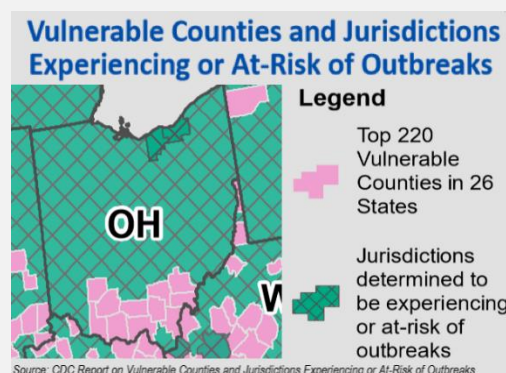 Vulnerable Counties and Jurisdictions
Experiencing or At-Risk of Outbreaks
Legend
Top 220
Vulnerable
Counties in 26
States
OH
W
Jurisdictions
determined to
be experiencing
or at-risk of
outbreaks
Source: CDC Report on Vulnerable Counties and Jurisdictions Experiencing or At-Risk of Outbreaks